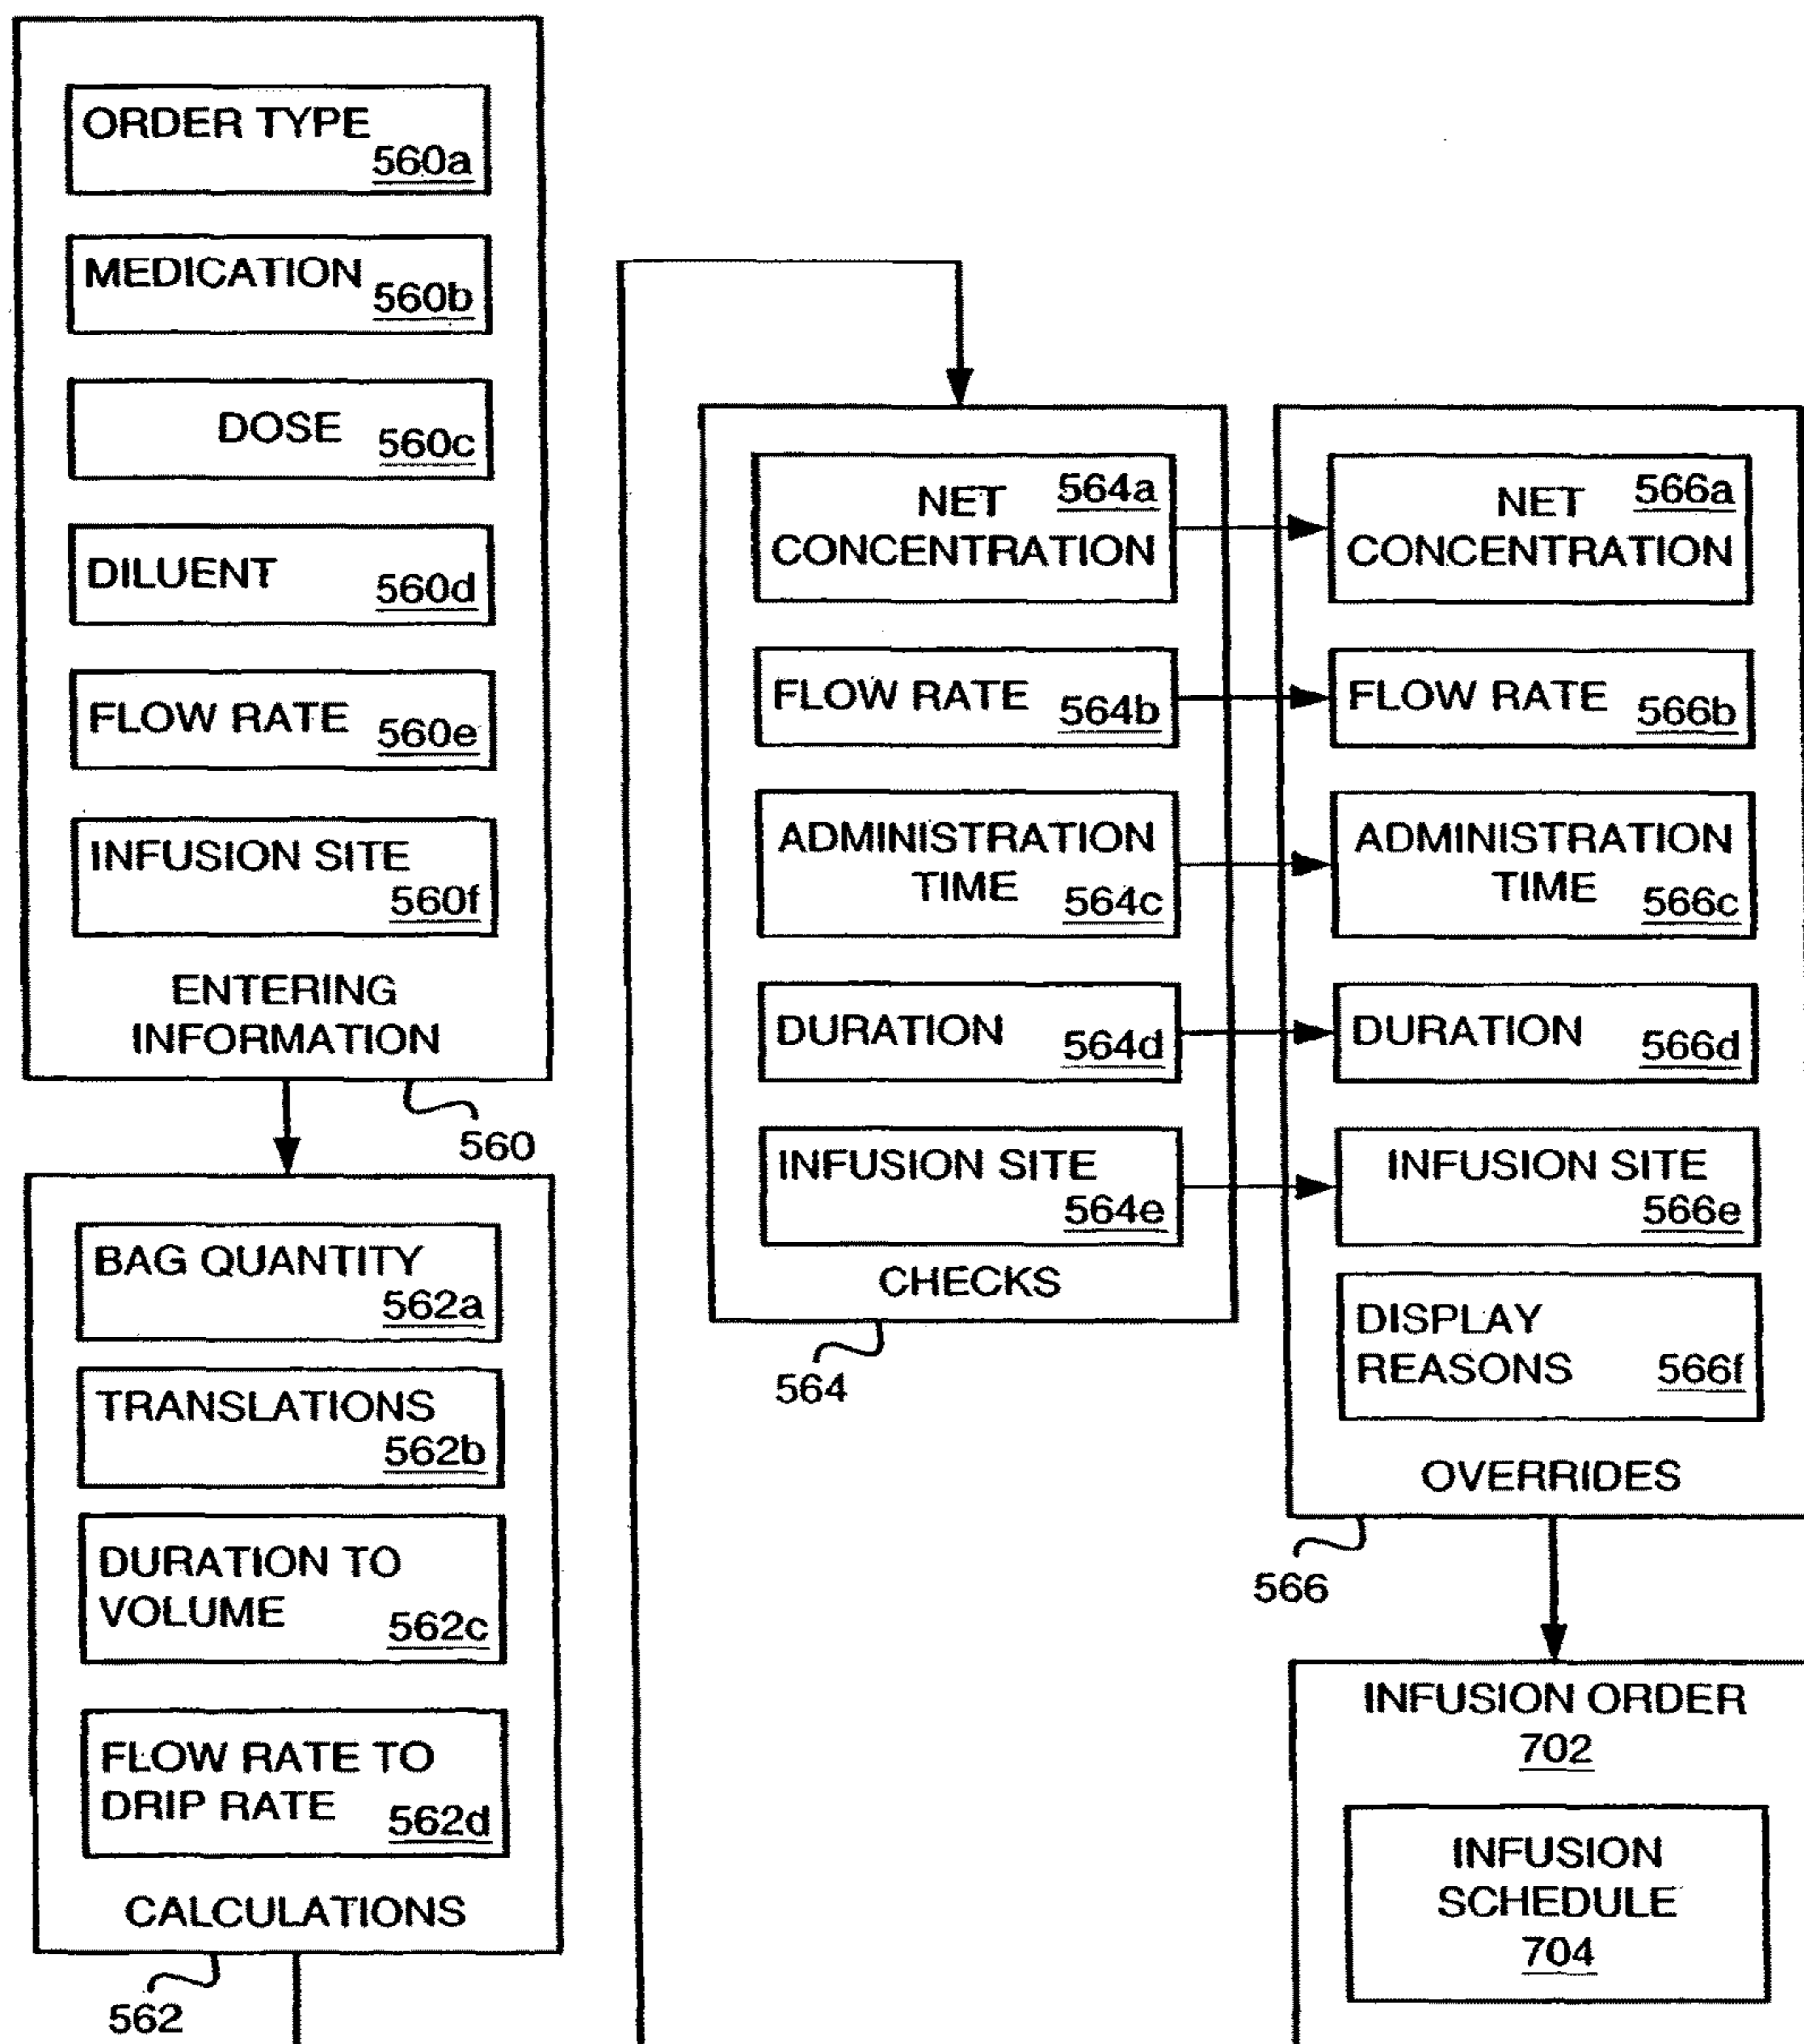 ORDER TYPE
560a
MEDICATION
560b
DOSE 560c
DILUENT 560d
FLOW RATE 560e
INFUSION SITE
560f
ENTERING
INFORMATION
560
BAG QUANTITY
562a
TRANSLATIONS
562b
DURATION TO
VOLUME 562c
FLOW RATE TO
DRIP RATE 562d
CALCULATIONS
562
NET 564a
CONCENTRATION
FLOW RATE 564b
ADMINISTRATION
TIME 564c
DURATION 564d
INFUSION SITE
564e
CHECKS
564
NET 566a
CONCENTRATION
FLOW RATE 566b
ADMINISTRATION
TIME 566c
DURATION 566d
INFUSION SITE
566e
DISPLAY
REASONS 566f
OVERRIDES
566
INFUSION ORDER
702
INFUSION
SCHEDULE
704